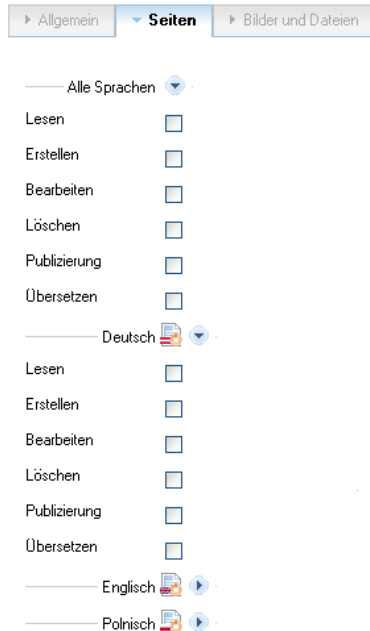 Allgemein Seiten Bilder und Dateien
Alle Sprachen
Lesen
Erstellen
Bearbeiten
Löschen
Publizierung
Übersetzen
Deutsch
Lesen
Erstellen
Bearbeiten
Löschen
Publizierung
Übersetzen
Englisch
Polnisch